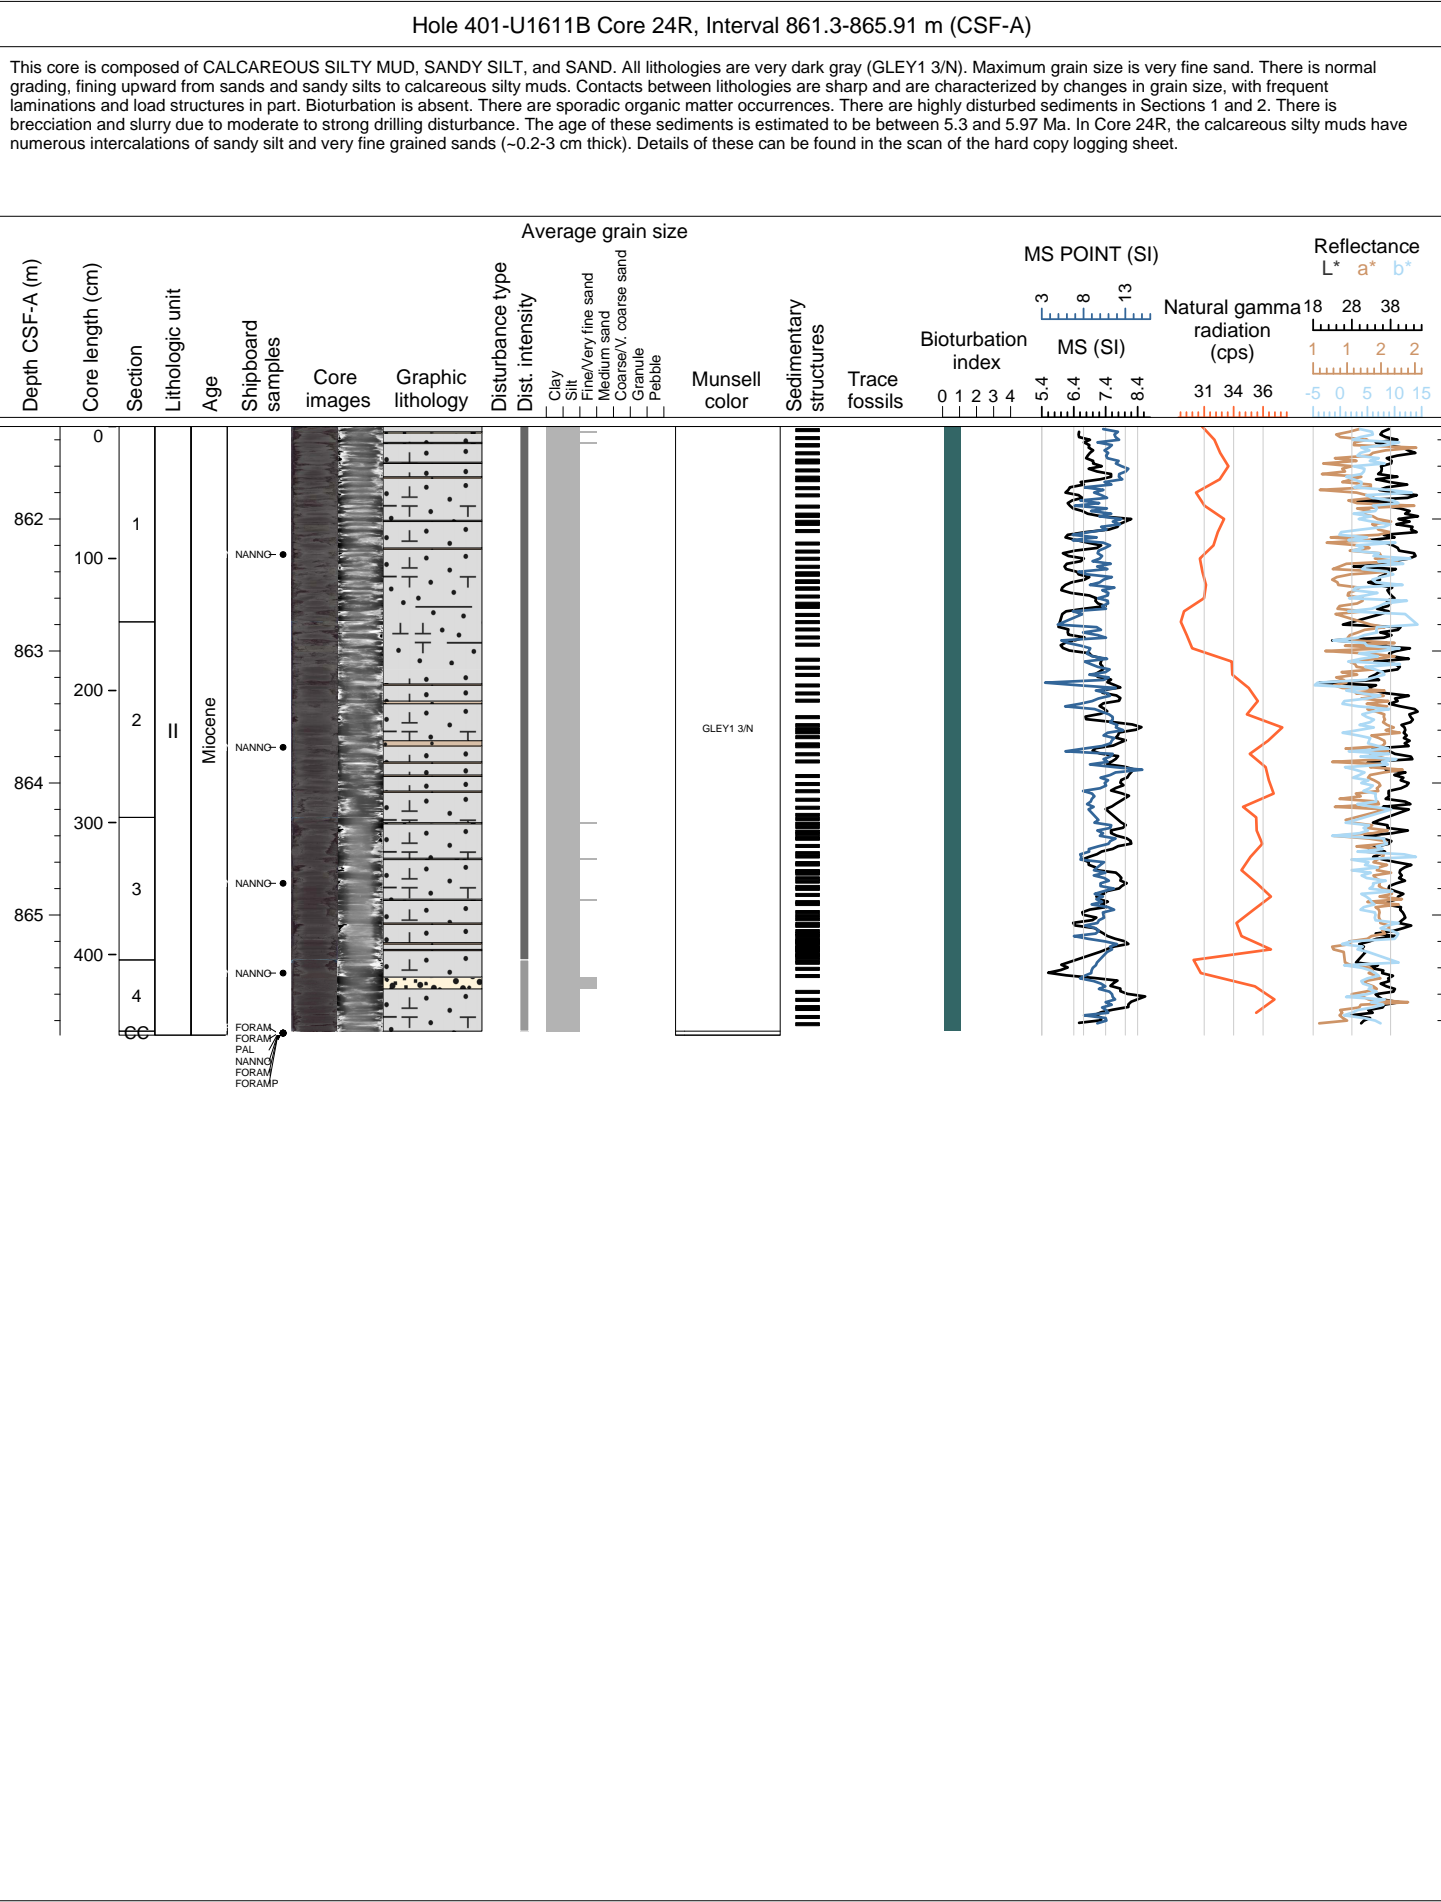 Hole 401-U1611B Core 24R, Interval 861.3-865.91 m (CSF-A)
This core is composed of CALCAREOUS SILTY MUD, SANDY SILT, and SAND. All lithologies are very dark gray (GLEY1 3/N). Maximum grain size is very fine sand. There is normal
grading, fining upward from sands and sandy silts to calcareous silty muds. Contacts between lithologies are sharp and are characterized by changes in grain size, with frequent
laminations and load structures in part. Bioturbation is absent. There are sporadic organic matter occurrences. There are highly disturbed sediments in Sections 1 and 2. There is
brecciation and slurry due to moderate to strong drilling disturbance. The age of these sediments is estimated to be between 5.3 and 5.97 Ma. In Core 24R, the calcareous silty muds have
numerous intercalations of sandy silt and very fine grained sands (~0.2-3 cm thick). Details of these can be found in the scan of the hard copy logging sheet.
Depth CSF-A (m)
Core length (cm)
Section
Lithologic unit
Age
Shipboard
samples
Core
images
Graphic
lithology
Disturbance type
Dist. intensity
Average grain size
Clay
Silt
Fine/Very fine sand
Medium sand
Coarse/V. coarse sand
Granule
Pebble
Munsell
color
Sedimentary
structures
Trace
fossils
Bioturbation
index
0 1 2 3 4
MS POINT (SI)
3 8 13
MS (SI)
5.4 6.4 7.4 8.4
Natural gamma
radiation
(cps)
31 34 36
Reflectance
L* a* b*
18 28 38
1 1 2 2
-5 0 5 10 15
0
862
1
100
NANNO
863
200
2
II
Miocene
GLEY1 3/N
NANNO
864
300
3
NANNO
865
400
NANNO
4
CC
FORAM
FORAM
PAL
NANNO
FORAM
FORAMP